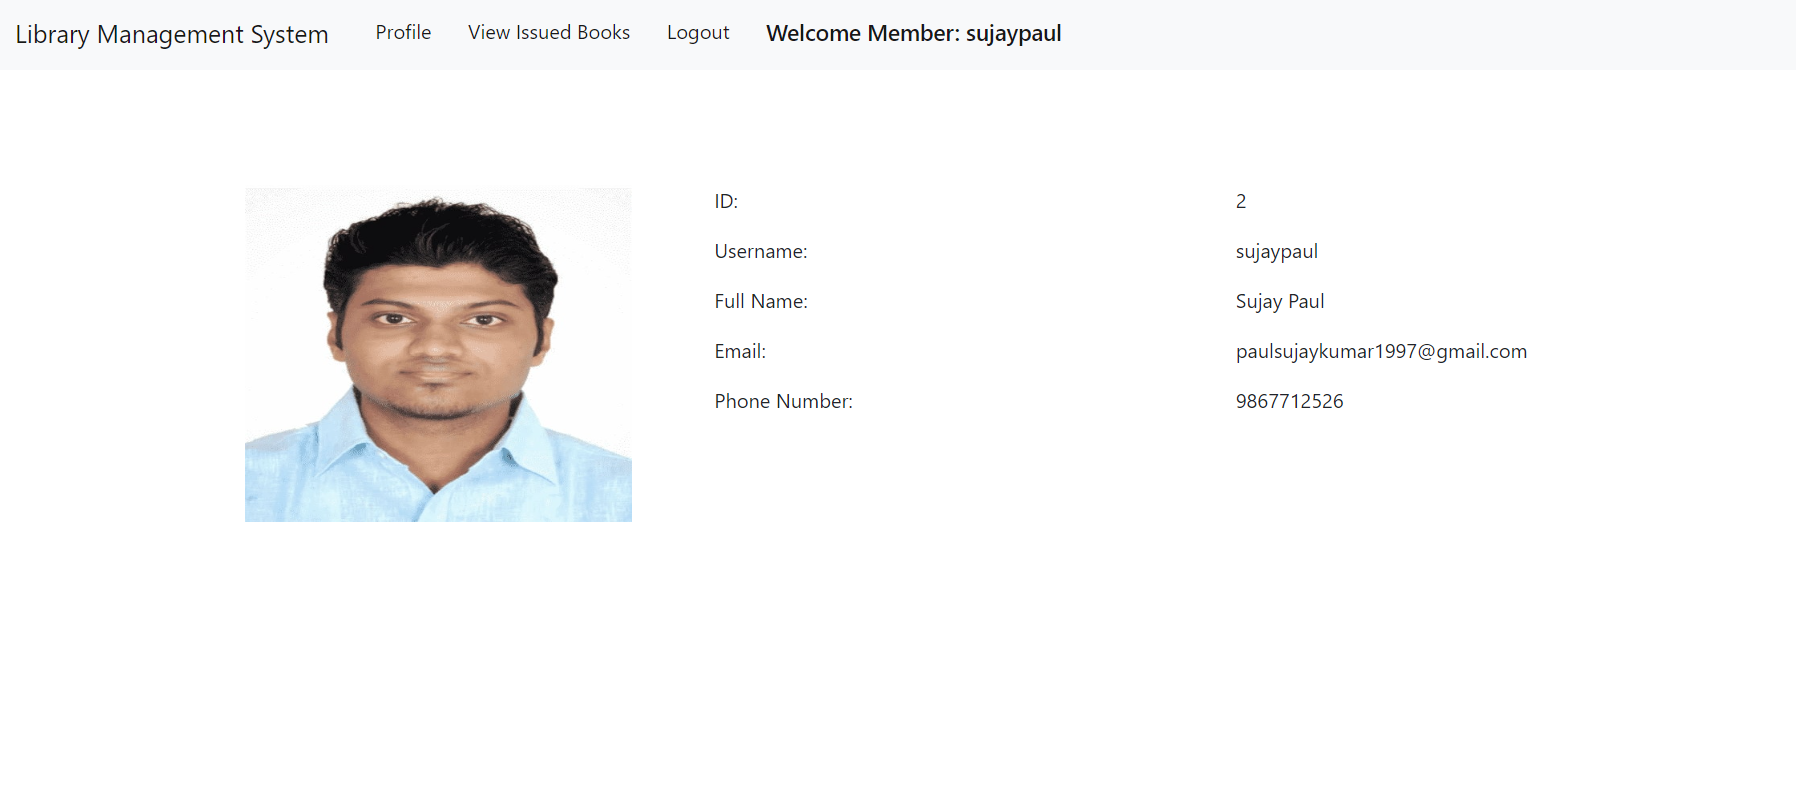 Library Management System Profile View Issued Books Logout Welcome Member: sujaypaul
ID: 2
Username: sujaypaul
Full Name: Sujay Paul
Email: paulsujaykumar1997@gmail.com
Phone Number: 9867712526